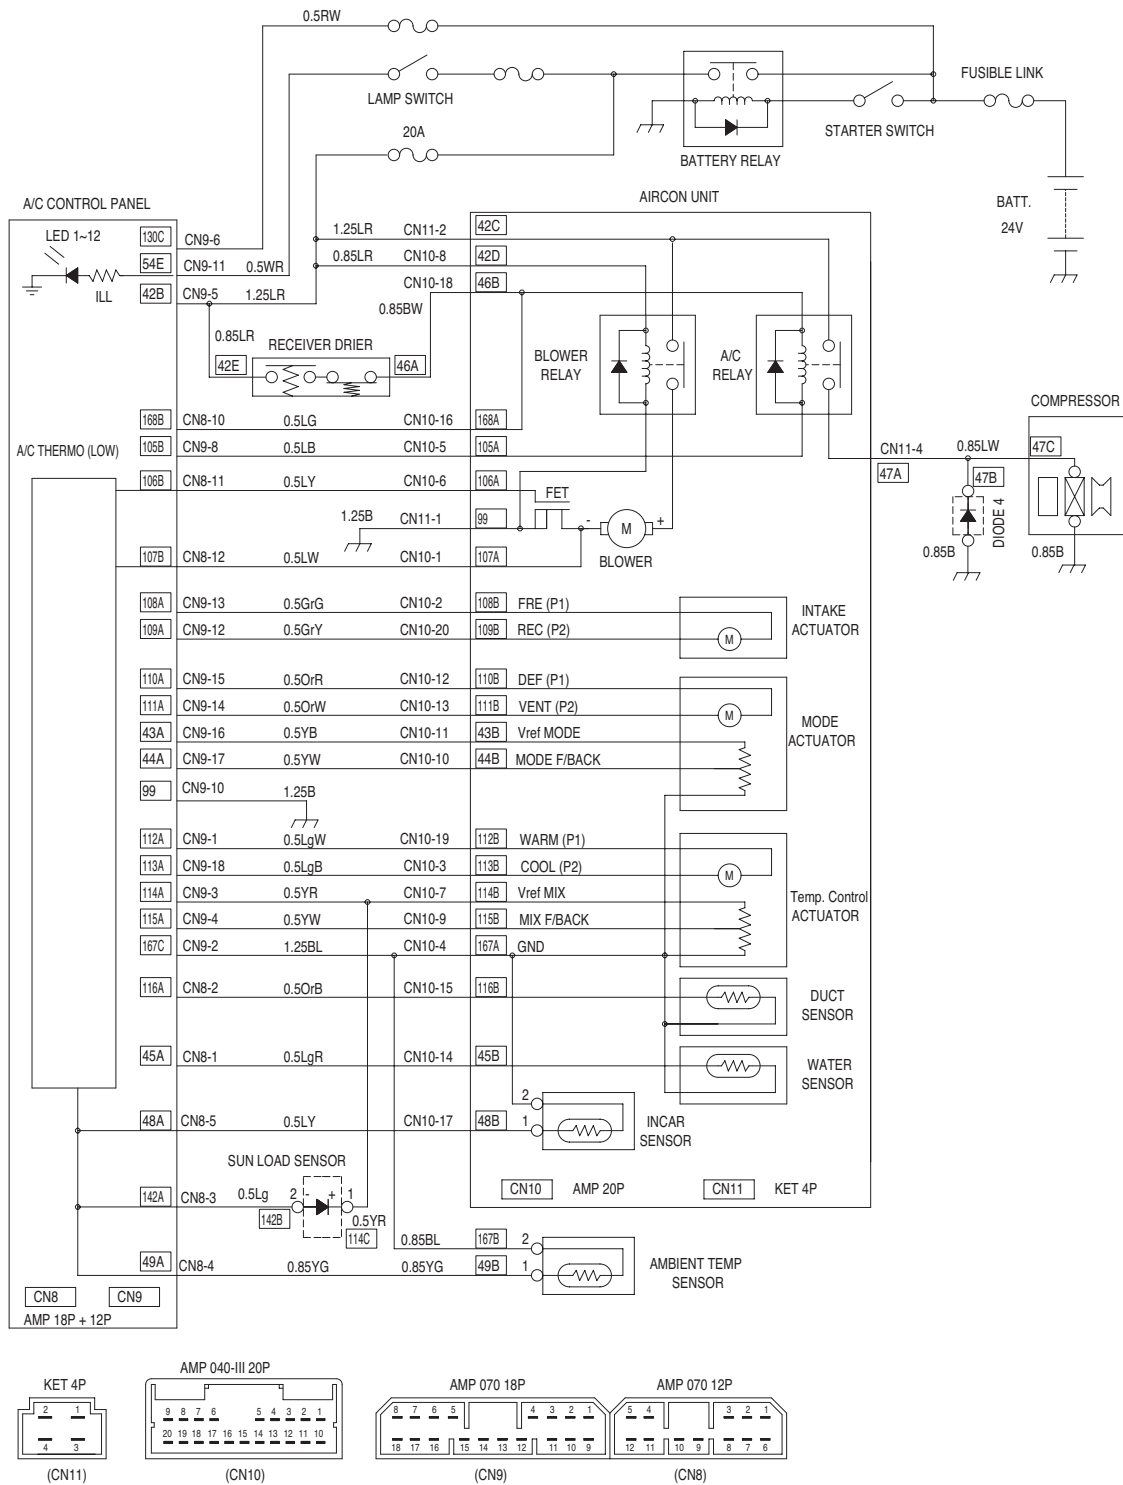 0.5RW
LAMP SWITCH
FUSIBLE LINK
STARTER SWITCH
20A
BATTERY RELAY
BATT.
24V
A/C CONTROL PANEL
AIRCON UNIT
LED 1~12
ILL
130C CN9-6
54E CN9-11 0.5WR
42B CN9-5 1.25LR
1.25LR CN11-2 42C
0.85LR CN10-8 42D
CN10-18 46B
0.85BW
0.85LR
RECEIVER DRIER
42E 46A
BLOWER
RELAY
A/C
RELAY
COMPRESSOR
168B CN8-10 0.5LG CN10-16 168A
A/C THERMO (LOW)
105B CN9-8 0.5LB CN10-5 105A
CN11-4 0.85LW 47C
47A 47B
106B CN8-11 0.5LY CN10-6 106A
FET
1.25B CN11-1 99
- M +
BLOWER
DIODE 4
0.85B 0.85B
107B CN8-12 0.5LW CN10-1 107A
108A CN9-13 0.5GrG CN10-2 108B FRE (P1)
109A CN9-12 0.5GrY CN10-20 109B REC (P2)
M
INTAKE
ACTUATOR
110A CN9-15 0.5OrR CN10-12 110B DEF (P1)
111A CN9-14 0.5OrW CN10-13 111B VENT (P2)
M
43A CN9-16 0.5YB CN10-11 43B Vref MODE
44A CN9-17 0.5YW CN10-10 44B MODE F/BACK
MODE
ACTUATOR
99 CN9-10 1.25B
112A CN9-1 0.5LgW CN10-19 112B WARM (P1)
113A CN9-18 0.5LgB CN10-3 113B COOL (P2)
M
114A CN9-3 0.5YR CN10-7 114B Vref MIX
115A CN9-4 0.5YW CN10-9 115B MIX F/BACK
Temp. Control
ACTUATOR
167C CN9-2 1.25BL CN10-4 167A GND
116A CN8-2 0.5OrB CN10-15 116B
DUCT
SENSOR
45A CN8-1 0.5LgR CN10-14 45B
WATER
SENSOR
2
48A CN8-5 0.5LY CN10-17 48B 1
INCAR
SENSOR
SUN LOAD SENSOR
CN10 AMP 20P CN11 KET 4P
142A CN8-3 0.5Lg 2 - + 1
142B 0.5YR
114C
0.85BL 167B 2
49A CN8-4 0.85YG 0.85YG 49B 1
AMBIENT TEMP
SENSOR
CN8 CN9
AMP 18P + 12P
KET 4P
2 1
4 3
(CN11)
AMP 040-III 20P
9 8 7 6 5 4 3 2 1
20 19 18 17 16 15 14 13 12 11 10
(CN10)
AMP 070 18P
8 7 6 5 4 3 2 1
18 17 16 15 14 13 12 11 10 9
(CN9)
AMP 070 12P
5 4 3 2 1
12 11 10 9 8 7 6
(CN8)